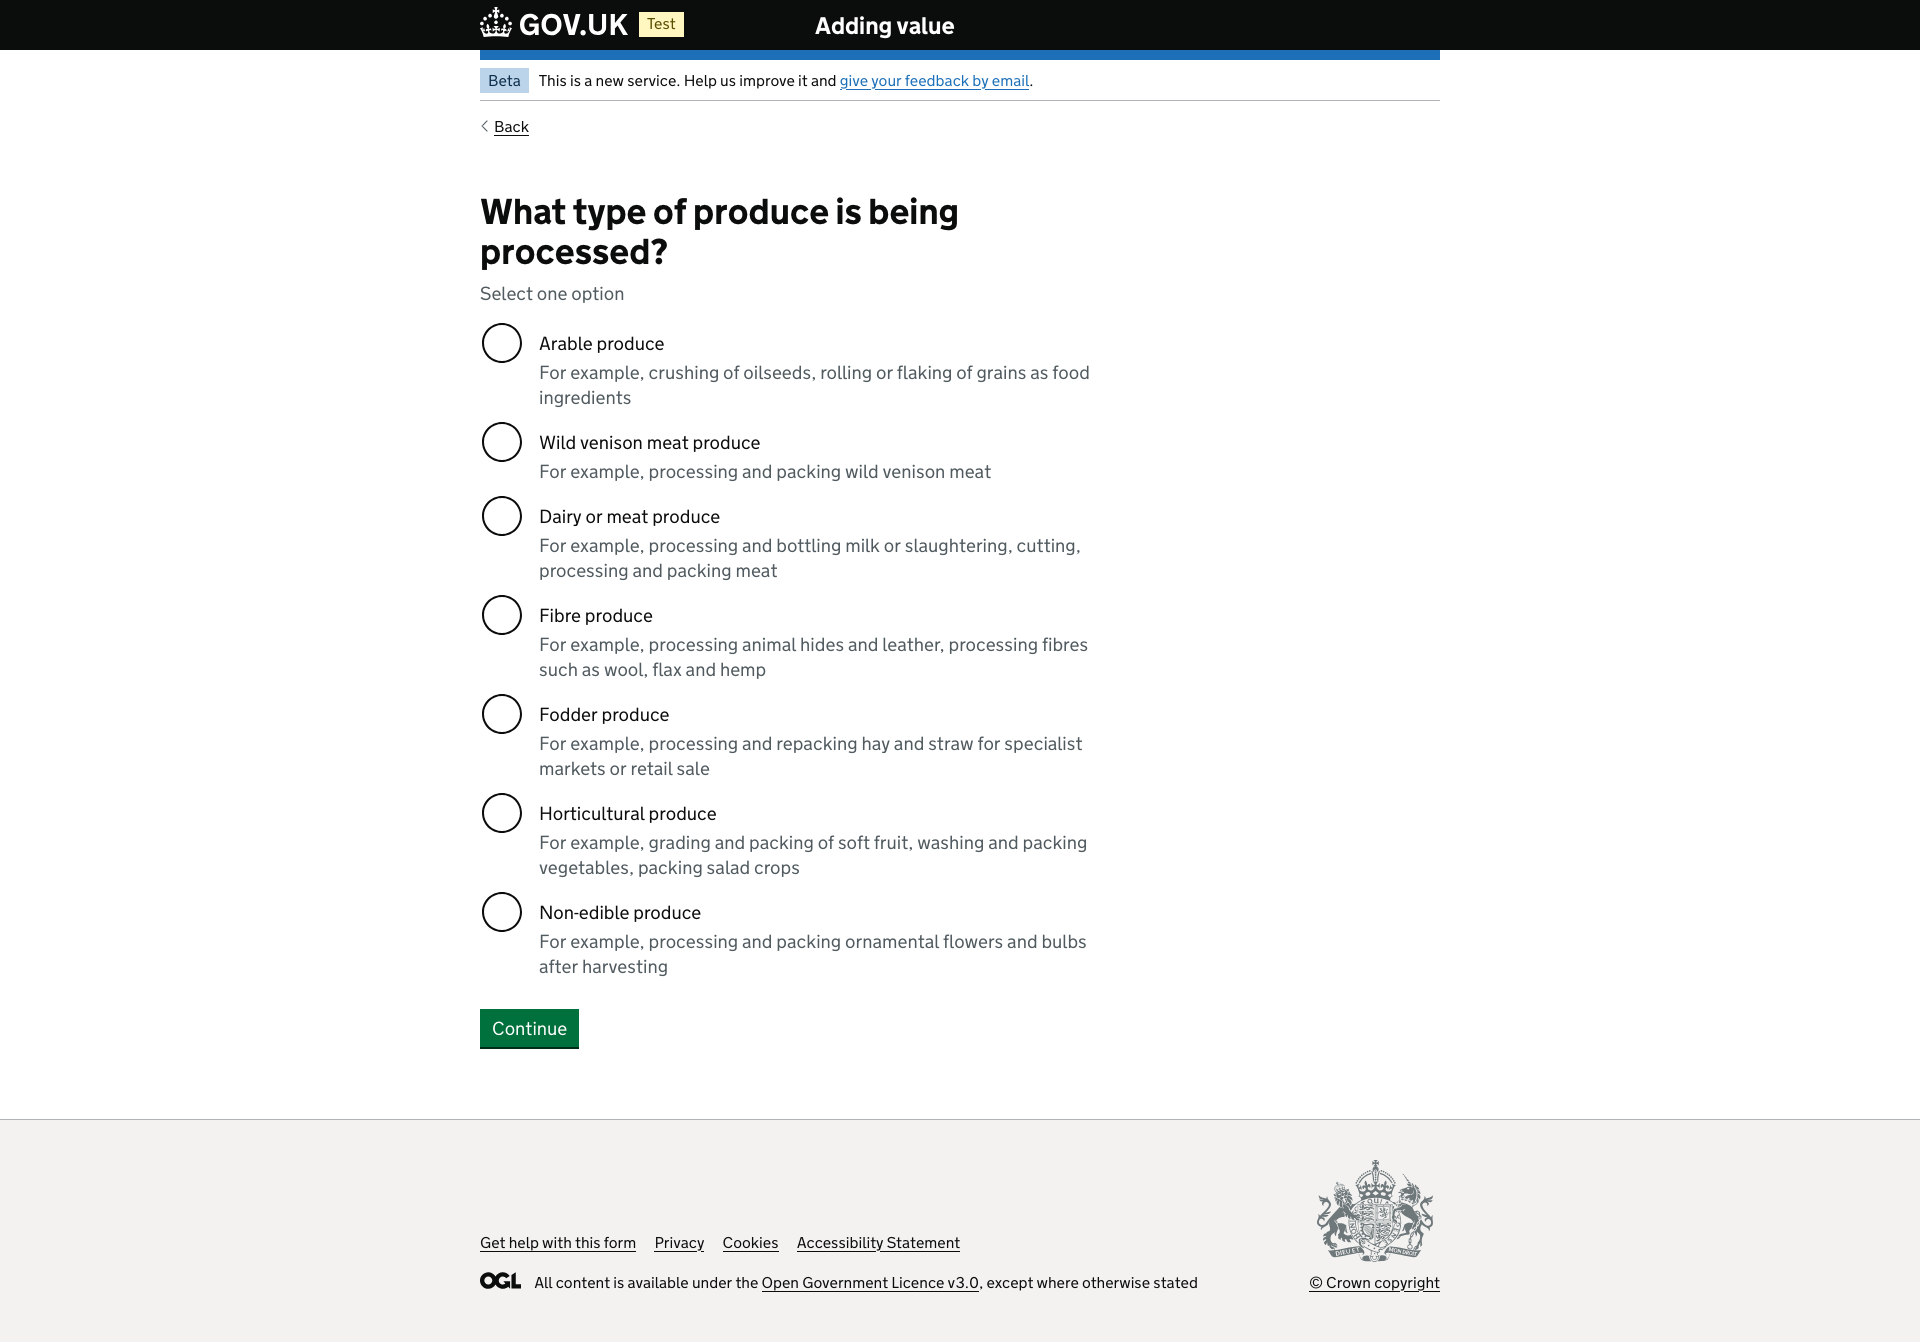 GOV.UK Test Adding value
Beta This is a new service. Help us improve it and give your feedback by email.
Back
What type of produce is being
processed?
Select one option
Arable produce
For example, crushing of oilseeds, rolling or flaking of grains as food
ingredients
Wild venison meat produce
For example, processing and packing wild venison meat
Dairy or meat produce
For example, processing and bottling milk or slaughtering, cutting,
processing and packing meat
Fibre produce
For example, processing animal hides and leather, processing fibres
such as wool, flax and hemp
Fodder produce
For example, processing and repacking hay and straw for specialist
markets or retail sale
Horticultural produce
For example, grading and packing of soft fruit, washing and packing
vegetables, packing salad crops
Non-edible produce
For example, processing and packing ornamental flowers and bulbs
after harvesting
Continue
Get help with this form Privacy Cookies Accessibility Statement
DIEU ET MON DROIT
OGL All content is available under the Open Government Licence v3.0, except where otherwise stated
© Crown copyright